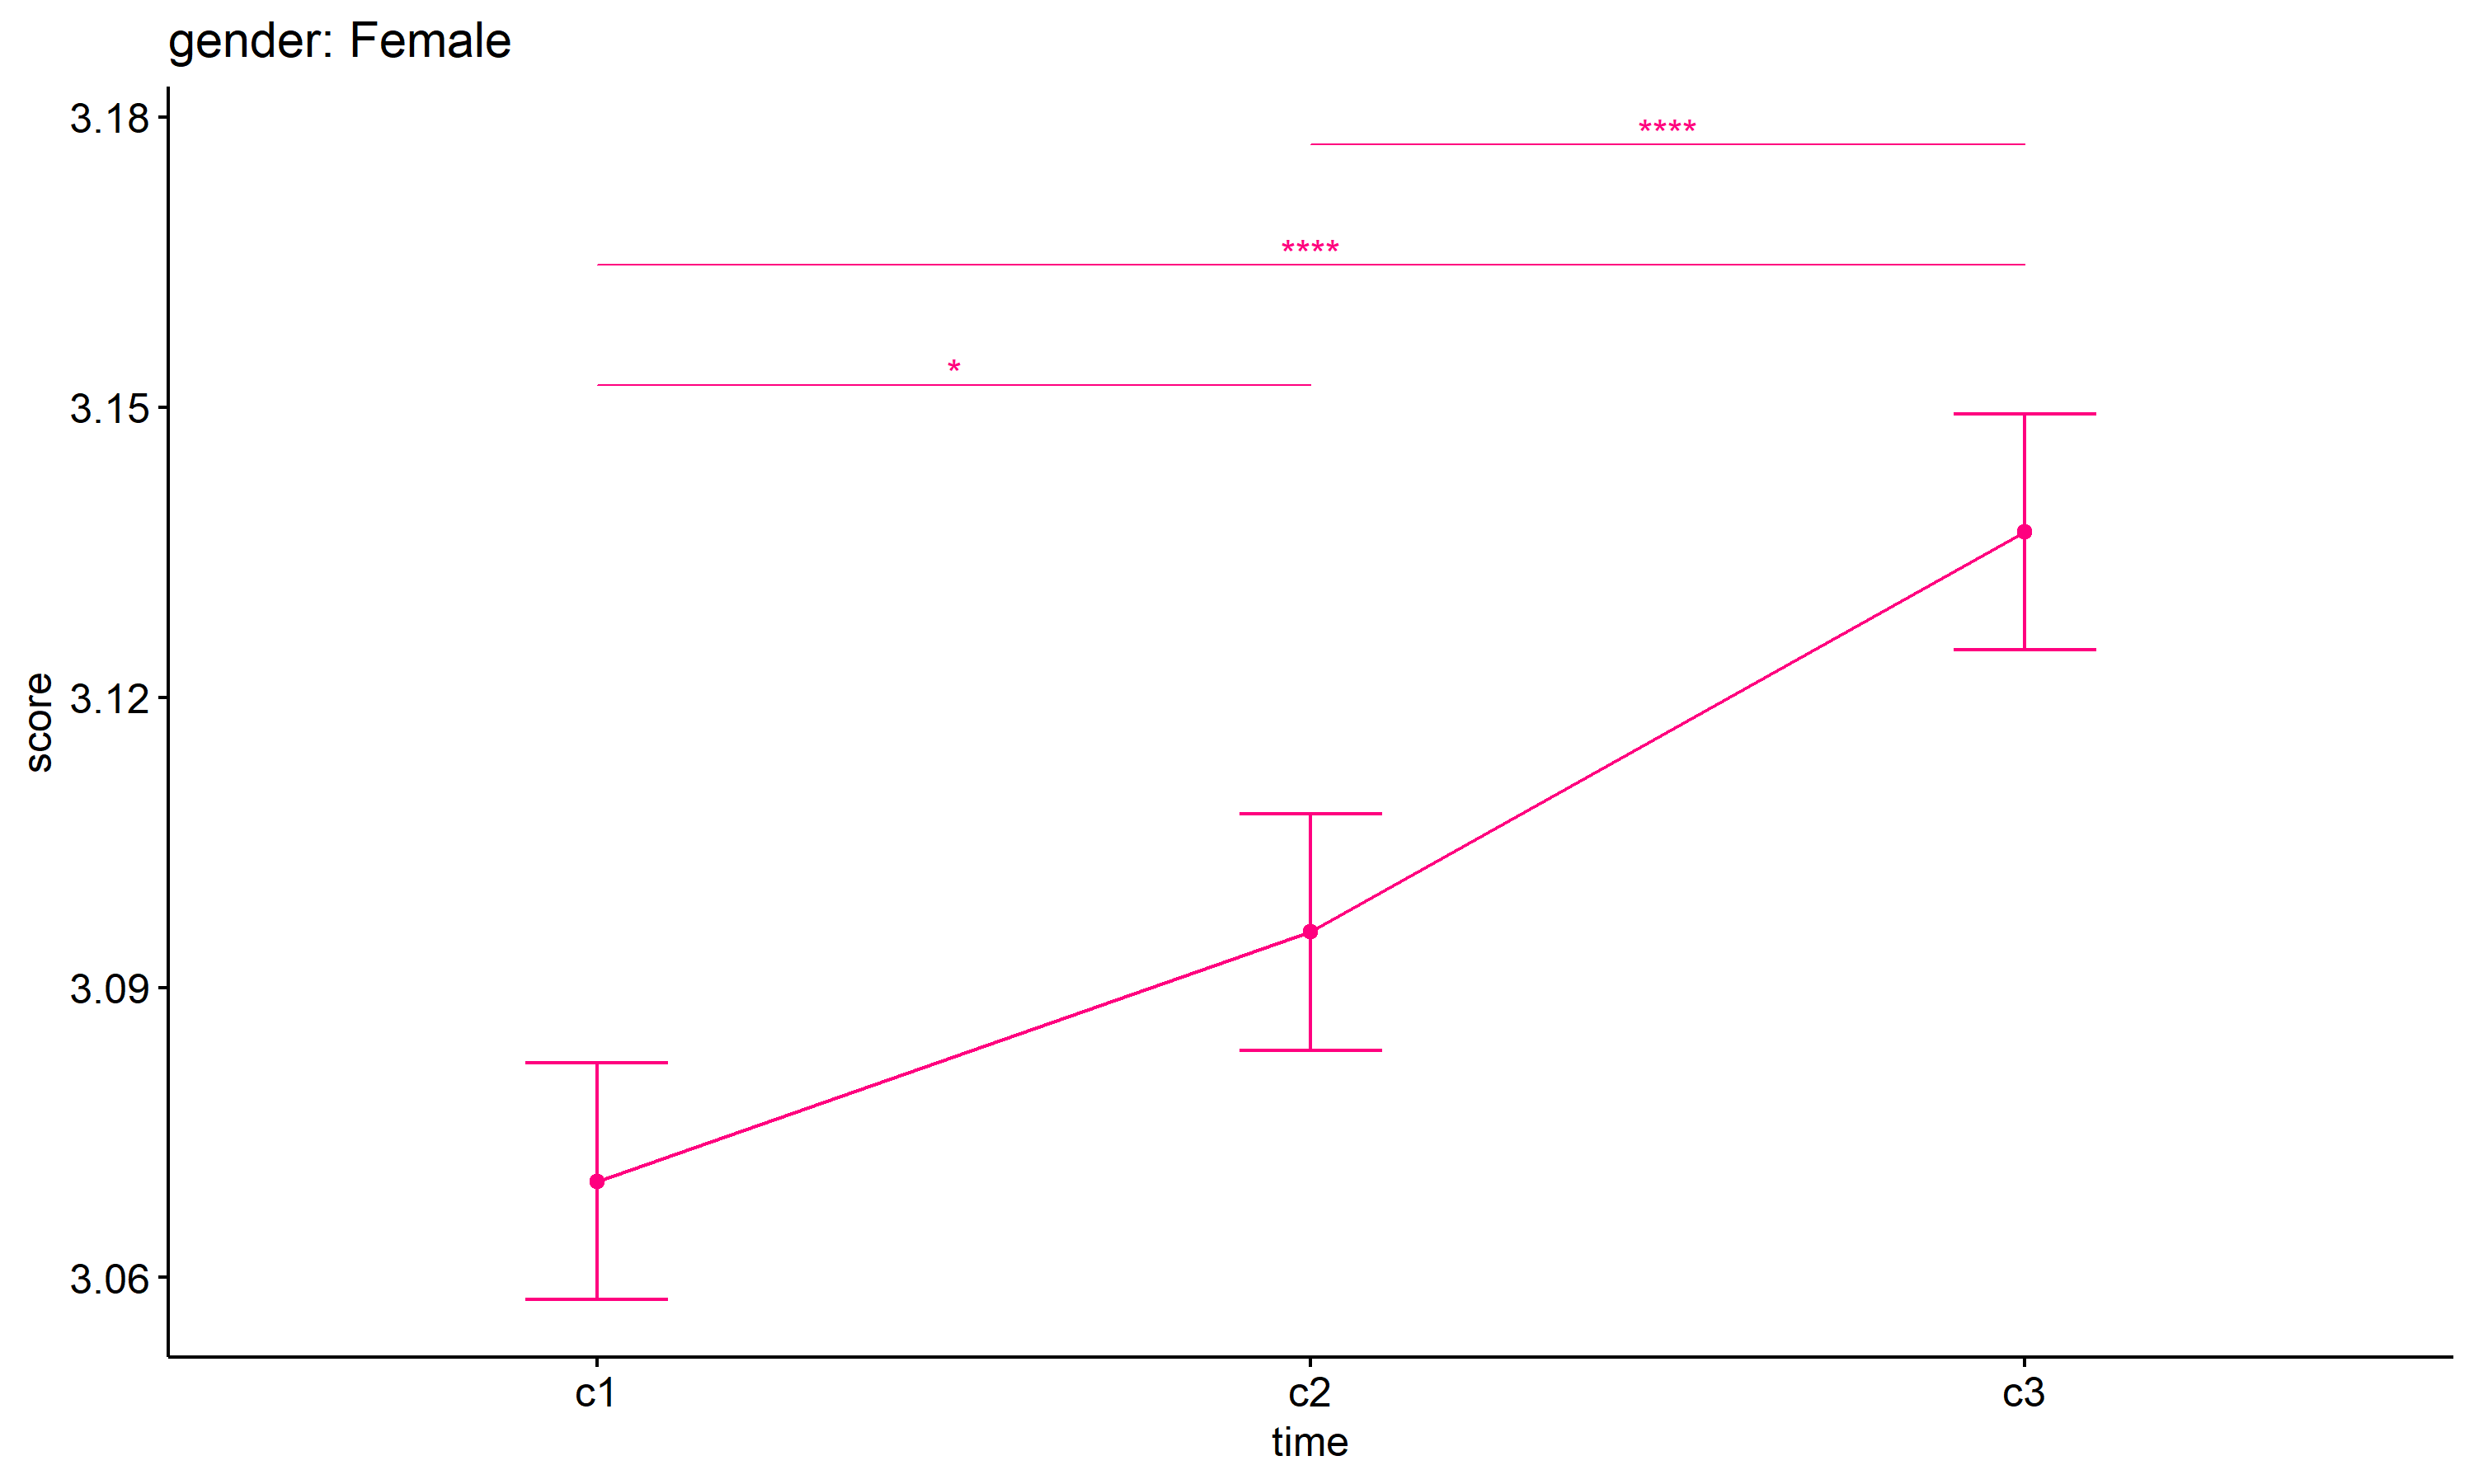 gender: Female
3.18
3.15
3.12
3.09
3.06
score
****
****
*
c1
c2
c3
time